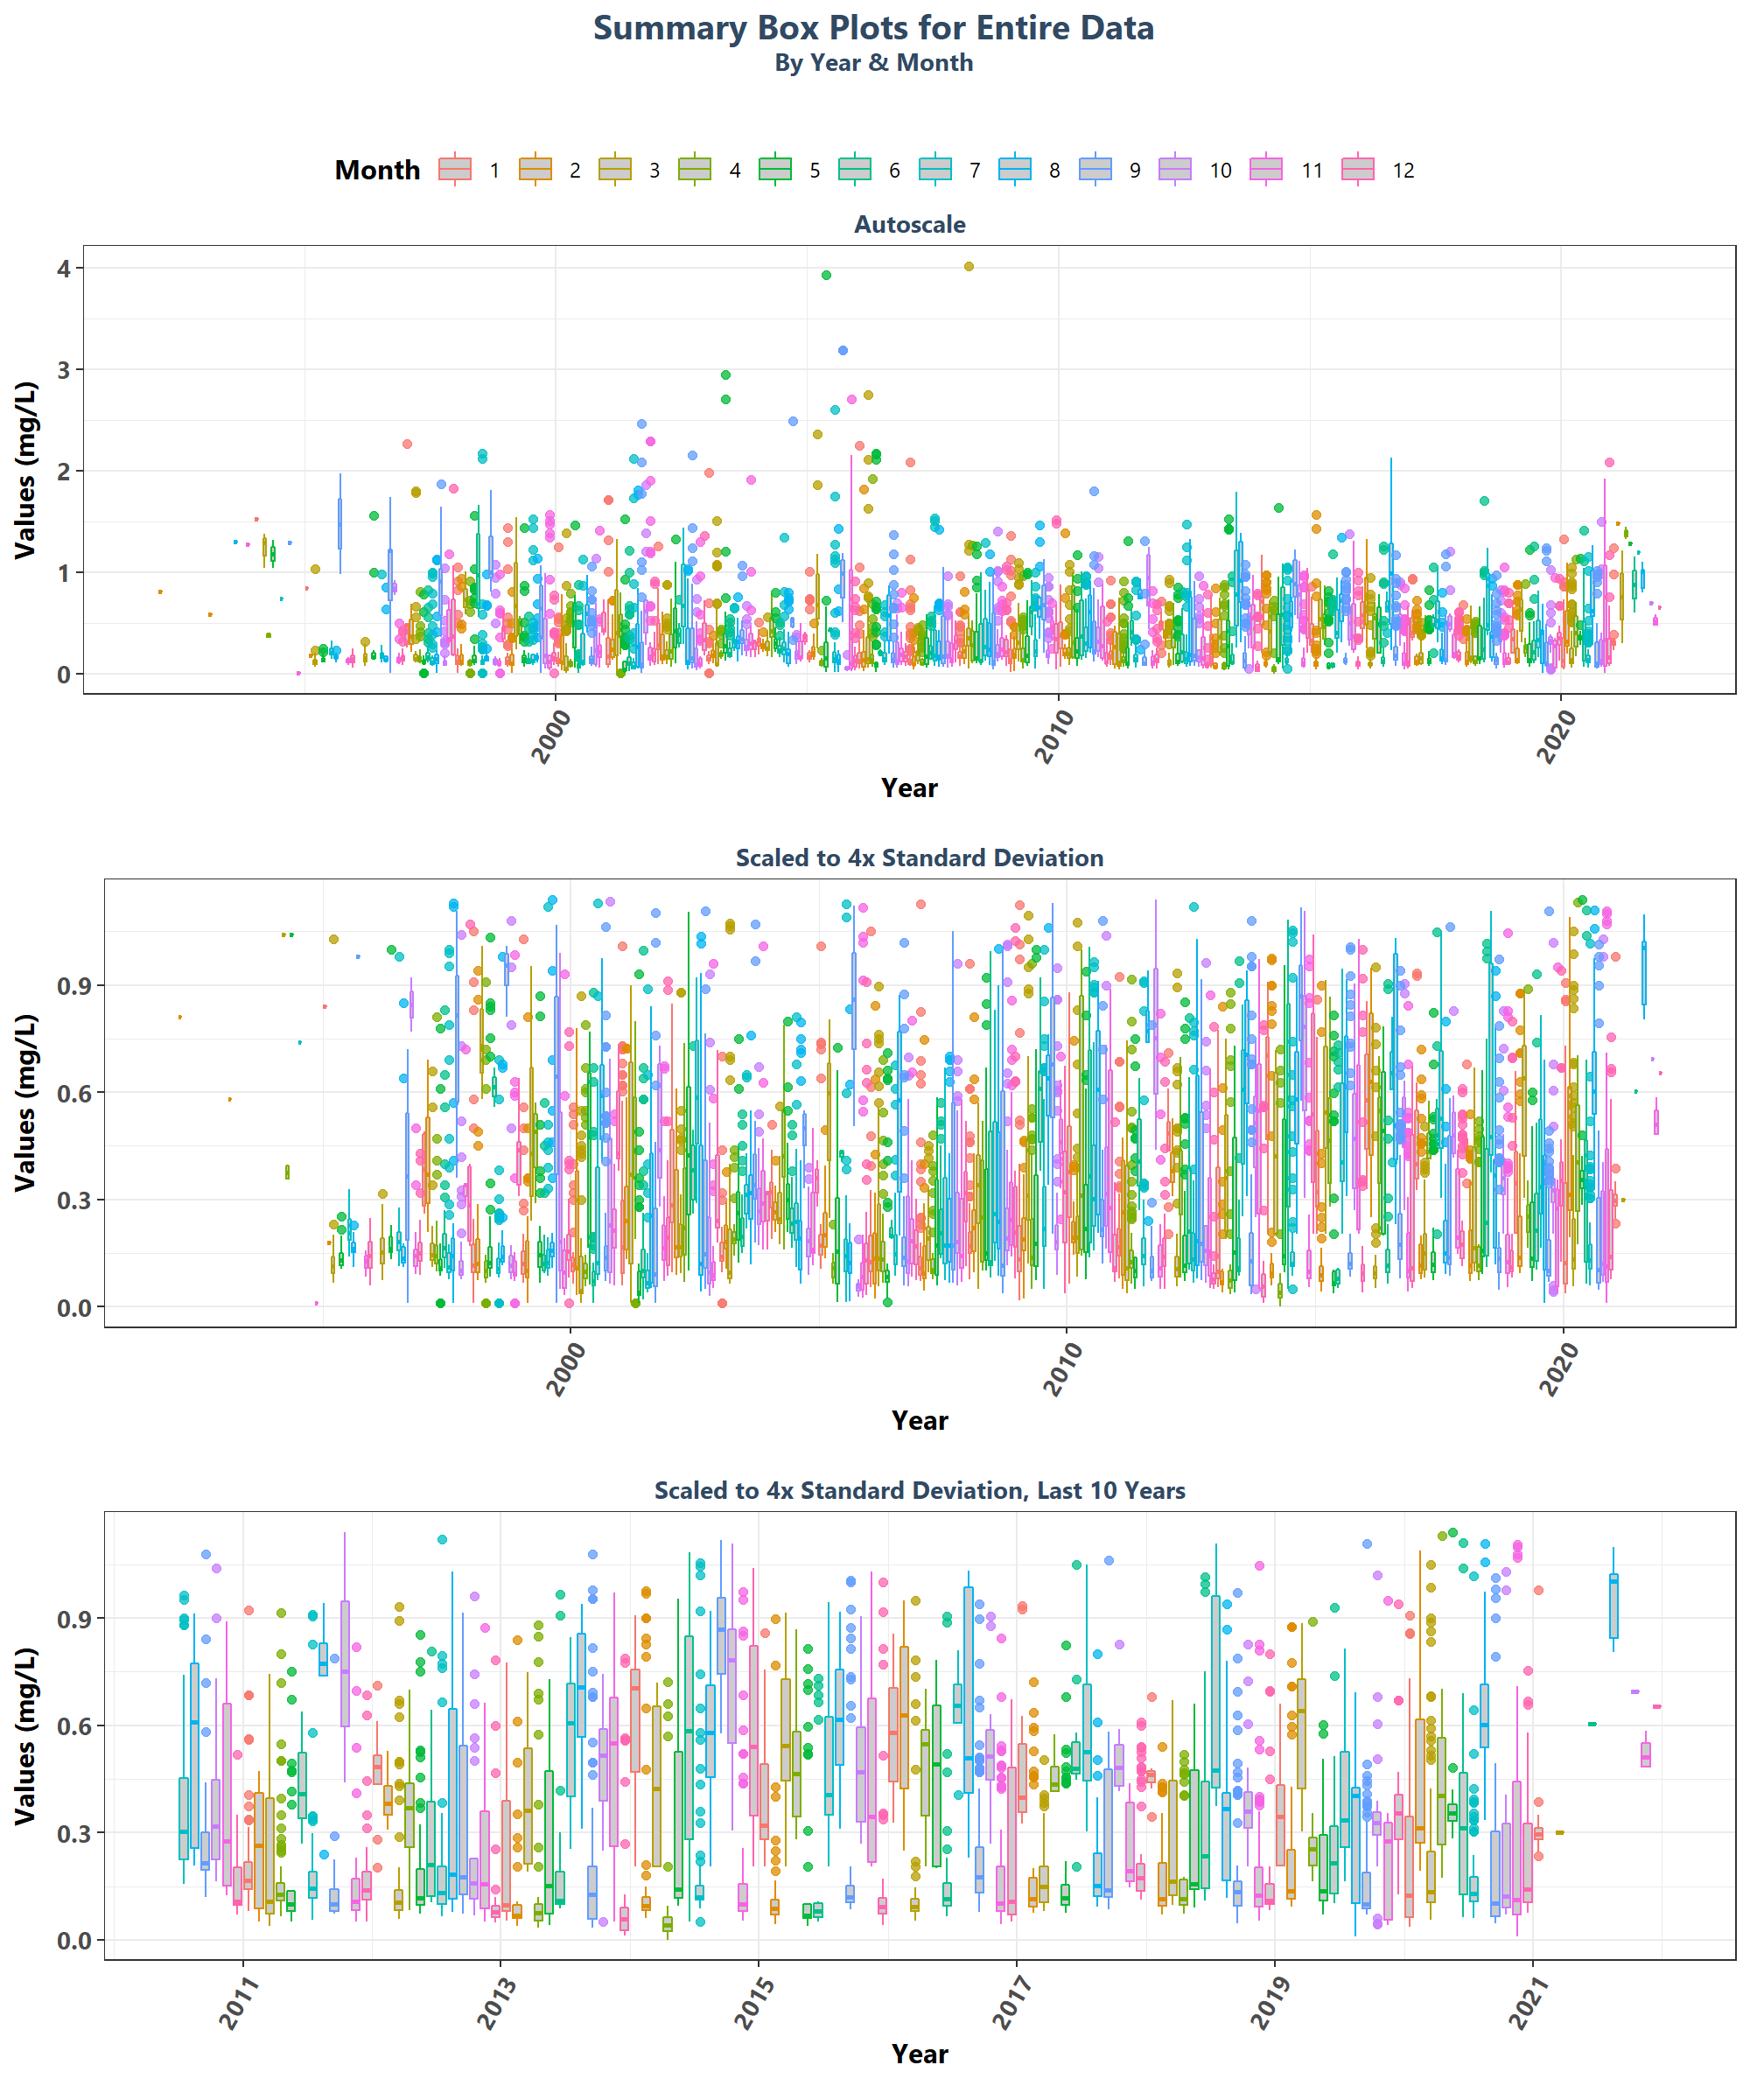 Summary Box Plots for Entire Data
By Year & Month
Month 1 2 3 4 5 6 7 8 9 10 11 12
Autoscale
Values (mg/L)
4
3
2
1
0
2000 2010 2020
Year
Scaled to 4x Standard Deviation
Values (mg/L)
0.9
0.6
0.3
0.0
2000 2010 2020
Year
Scaled to 4x Standard Deviation, Last 10 Years
Values (mg/L)
0.9
0.6
0.3
0.0
2011 2013 2015 2017 2019 2021
Year